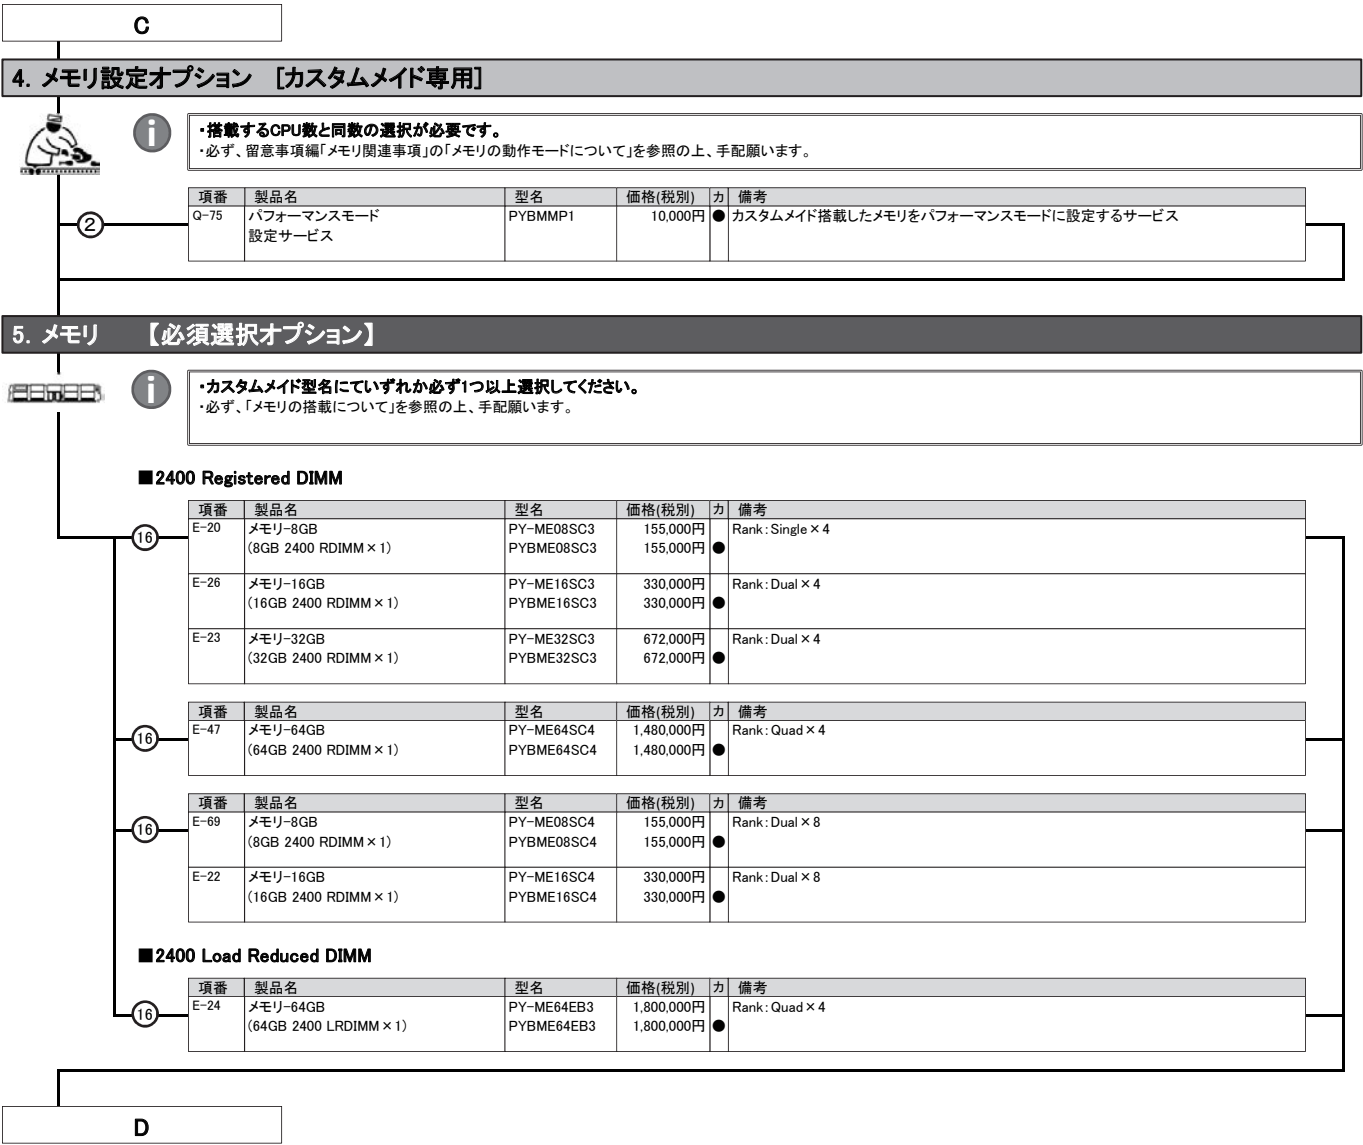 C
4. メモリ設定オプション [カスタムメイド専用]
・搭載するCPU数と同数の選択が必要です。
・必ず、留意事項編「メモリ関連事項」の「メモリの動作モードについて」を参照の上、手配願います。
項番 製品名 型名 価格(税別) カ 備考
② Q-75 パフォーマンスモード PYBMMP1 10,000円 ● カスタムメイド搭載したメモリをパフォーマンスモードに設定するサービス
設定サービス
5. メモリ 【必須選択オプション】
・カスタムメイド型名にていずれか必ず1つ以上選択してください。
・必ず、「メモリの搭載について」を参照の上、手配願います。
■2400 Registered DIMM
項番 製品名 型名 価格(税別) カ 備考
⑯ E-20 メモリ-8GB PY-ME08SC3 155,000円 Rank:Single×4
(8GB 2400 RDIMM×1) PYBME08SC3 155,000円 ●
E-26 メモリ-16GB PY-ME16SC3 330,000円 Rank:Dual×4
(16GB 2400 RDIMM×1) PYBME16SC3 330,000円 ●
E-23 メモリ-32GB PY-ME32SC3 672,000円 Rank:Dual×4
(32GB 2400 RDIMM×1) PYBME32SC3 672,000円 ●
項番 製品名 型名 価格(税別) カ 備考
⑯ E-47 メモリ-64GB PY-ME64SC4 1,480,000円 Rank:Quad×4
(64GB 2400 RDIMM×1) PYBME64SC4 1,480,000円 ●
項番 製品名 型名 価格(税別) カ 備考
⑯ E-69 メモリ-8GB PY-ME08SC4 155,000円 Rank:Dual×8
(8GB 2400 RDIMM×1) PYBME08SC4 155,000円 ●
E-22 メモリ-16GB PY-ME16SC4 330,000円 Rank:Dual×8
(16GB 2400 RDIMM×1) PYBME16SC4 330,000円 ●
■2400 Load Reduced DIMM
項番 製品名 型名 価格(税別) カ 備考
⑯ E-24 メモリ-64GB PY-ME64EB3 1,800,000円 Rank:Quad×4
(64GB 2400 LRDIMM×1) PYBME64EB3 1,800,000円 ●
D